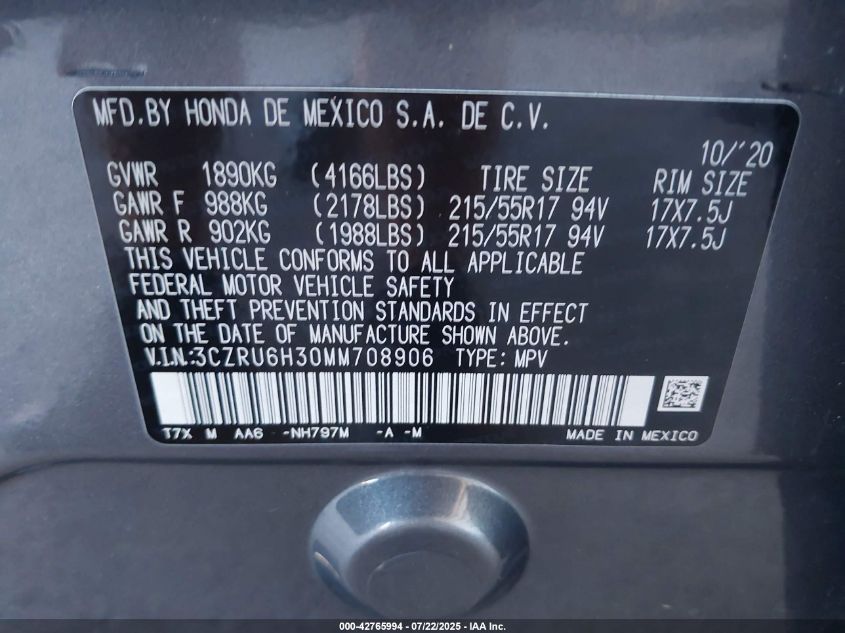 MFD.BY HONDA DE MEXICO S.A. DE C.V.
10/'20
GVWR 1890KG (4166LBS) TIRE SIZE RIM SIZE
GAWR F 988KG (2178LBS) 215/55R17 94V 17X7.5J
GAWR R 902KG (1988LBS) 215/55R17 94V 17X7.5J
THIS VEHICLE CONFORMS TO ALL APPLICABLE
FEDERAL MOTOR VEHICLE SAFETY
AND THEFT PREVENTION STANDARDS IN EFFECT
ON THE DATE OF MANUFACTURE SHOWN ABOVE.
V.I.N.:3CZRU6H30MM708906 TYPE: MPV
T7X M AA6 -NH797M -A -M MADE IN MEXICO
000-42765994 - 07/22/2025 - IAA Inc.